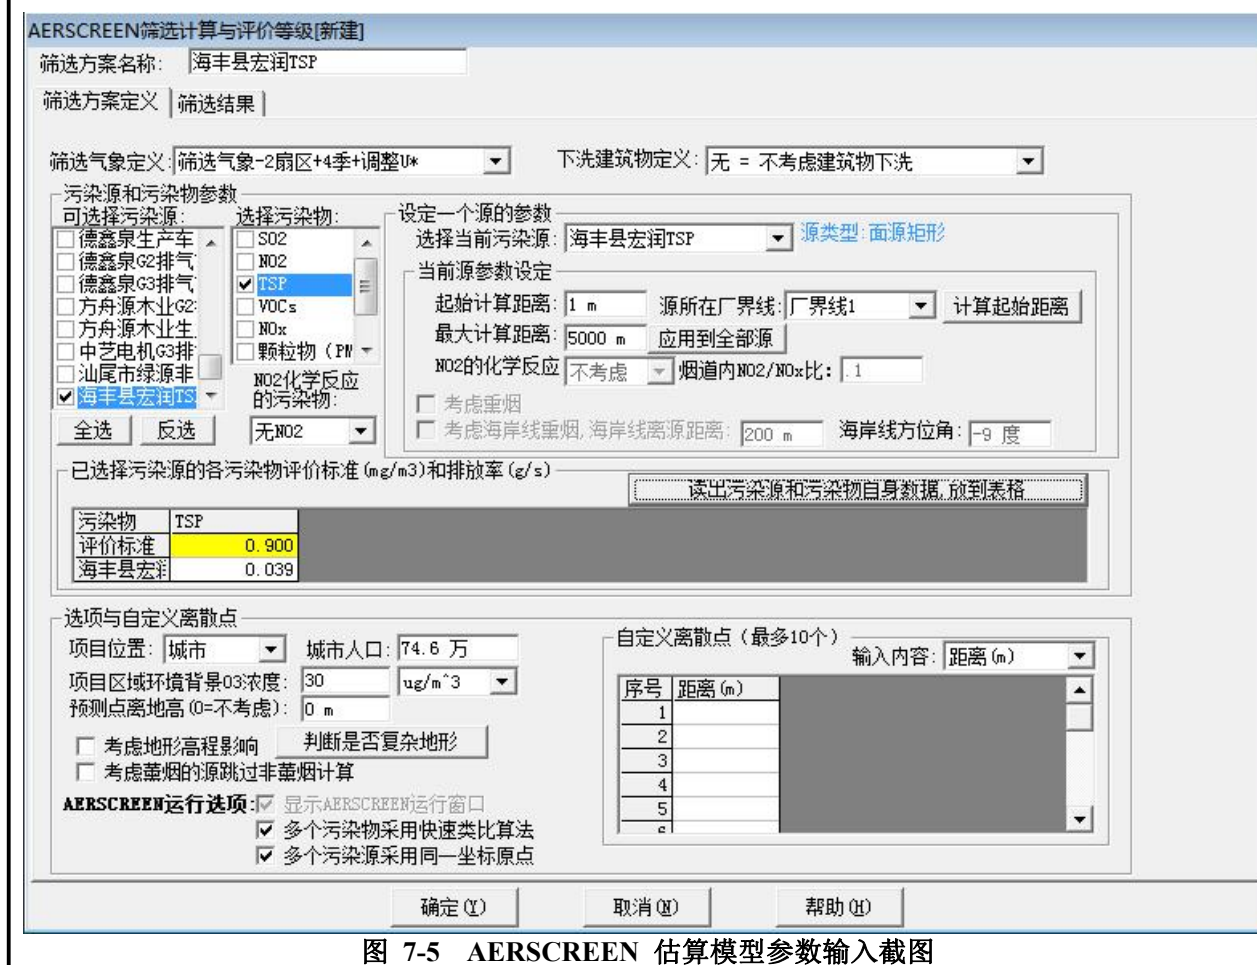 AERSCREEN筛选计算与评价等级[新建]
筛选方案名称: 海丰县宏润TSP
筛选方案定义 筛选结果
筛选气象定义: 筛选气象-2扇区+4季+调整U* 下洗建筑物定义: 无 = 不考虑建筑物下洗
污染源和污染物参数
可选择污染源: 选择污染物:
德鑫泉生产车 SO2
德鑫泉G2排气 NO2
德鑫泉G3排气 TSP
方舟源木业G2 VOCs
方舟源木业生 NOx
中艺电机G3排 颗粒物（PM
汕尾市绿源非
海丰县宏润TS
NO2化学反应
的污染物:
全选 反选 无NO2
设定一个源的参数
选择当前污染源: 海丰县宏润TSP 源类型:面源矩形
当前源参数设定
起始计算距离: 1 m 源所在厂界线: 厂界线1 计算起始距离
最大计算距离: 5000 m 应用到全部源
NO2的化学反应 不考虑 烟道内NO2/NOx比: .1
考虑重烟
考虑海岸线重烟,海岸线离源距离: 200 m 海岸线方位角: -9 度
已选择污染源的各污染物评价标准(mg/m3)和排放率(g/s)
读出污染源和污染物自身数据,放到表格
污染物 TSP
评价标准 0.900
海丰县宏润 0.039
选项与自定义离散点
项目位置: 城市 城市人口: 74.6 万
项目区域环境背景O3浓度: 30 ug/m^3
预测点离地高(0=不考虑): 0 m
考虑地形高程影响 判断是否复杂地形
考虑薰烟的源跳过非薰烟计算
AERSCREEN运行选项: 显示AERSCREEN运行窗口
多个污染物采用快速类比算法
多个污染源采用同一坐标原点
自定义离散点（最多10个）
输入内容: 距离(m)
序号 距离(m)
1
2
3
4
5
6
确定(Y) 取消(N) 帮助(H)
图 7-5 AERSCREEN 估算模型参数输入截图